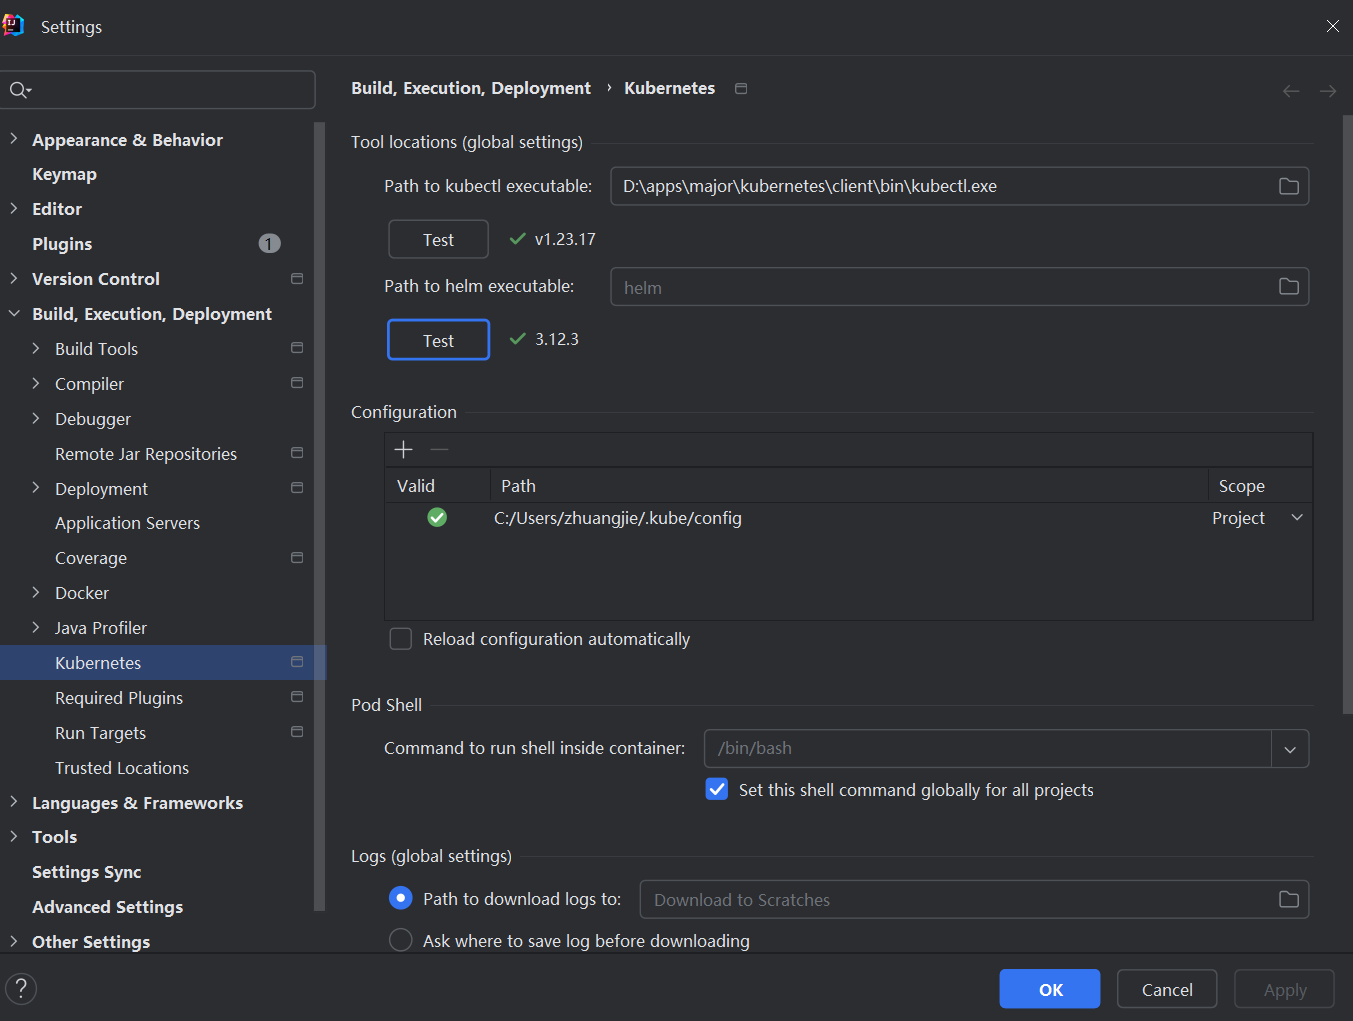 Settings
Build, Execution, Deployment › Kubernetes
Appearance & Behavior
Keymap
Editor
Plugins 1
Version Control
Build, Execution, Deployment
Build Tools
Compiler
Debugger
Remote Jar Repositories
Deployment
Application Servers
Coverage
Docker
Java Profiler
Kubernetes
Required Plugins
Run Targets
Trusted Locations
Languages & Frameworks
Tools
Settings Sync
Advanced Settings
Other Settings
Tool locations (global settings)
Path to kubectl executable: D:\apps\major\kubernetes\client\bin\kubectl.exe
Test v1.23.17
Path to helm executable: helm
Test 3.12.3
Configuration
Valid Path Scope
C:/Users/zhuangjie/.kube/config Project
Reload configuration automatically
Pod Shell
Command to run shell inside container: /bin/bash
Set this shell command globally for all projects
Logs (global settings)
Path to download logs to: Download to Scratches
Ask where to save log before downloading
? OK Cancel Apply